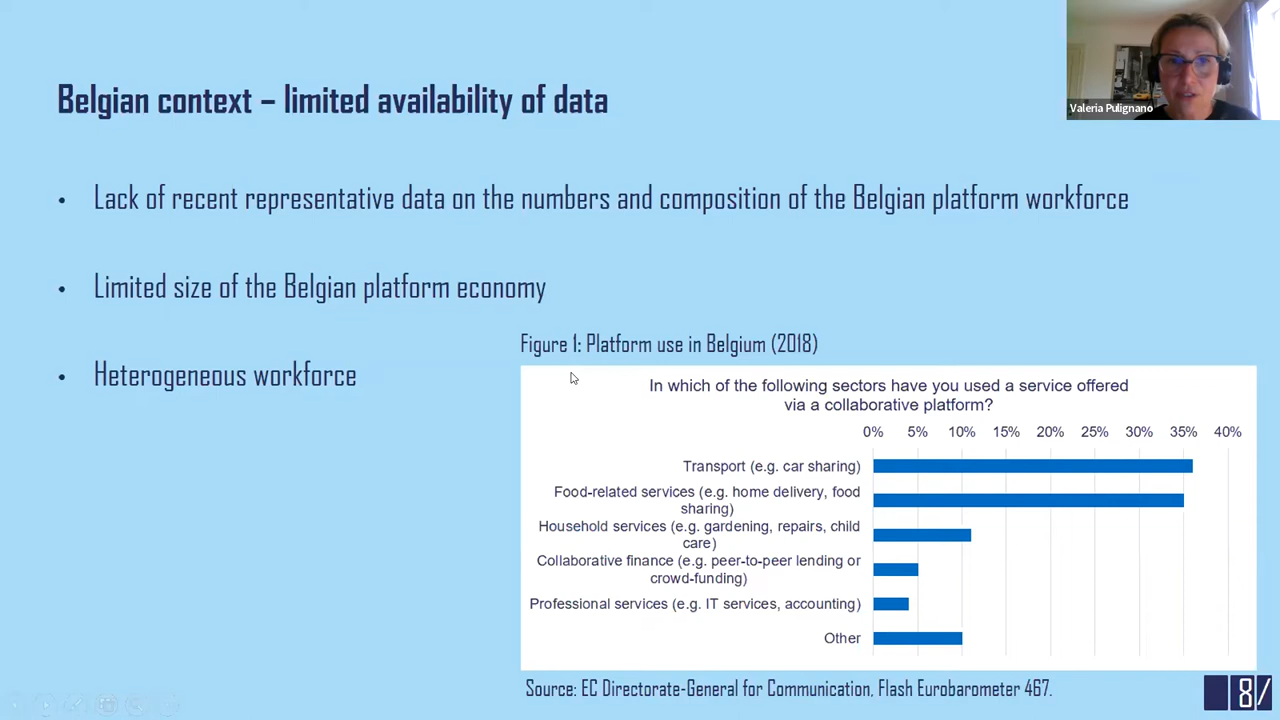 Belgian context – limited availability of data
Valeria Pulignano
• Lack of recent representative data on the numbers and composition of the Belgian platform workforce
• Limited size of the Belgian platform economy
• Heterogeneous workforce
Figure 1: Platform use in Belgium (2018)
In which of the following sectors have you used a service offered
via a collaborative platform?
0% 5% 10% 15% 20% 25% 30% 35% 40%
Transport (e.g. car sharing)
Food-related services (e.g. home delivery, food
sharing)
Household services (e.g. gardening, repairs, child
care)
Collaborative finance (e.g. peer-to-peer lending or
crowd-funding)
Professional services (e.g. IT services, accounting)
Other
Source: EC Directorate-General for Communication, Flash Eurobarometer 467.
8/